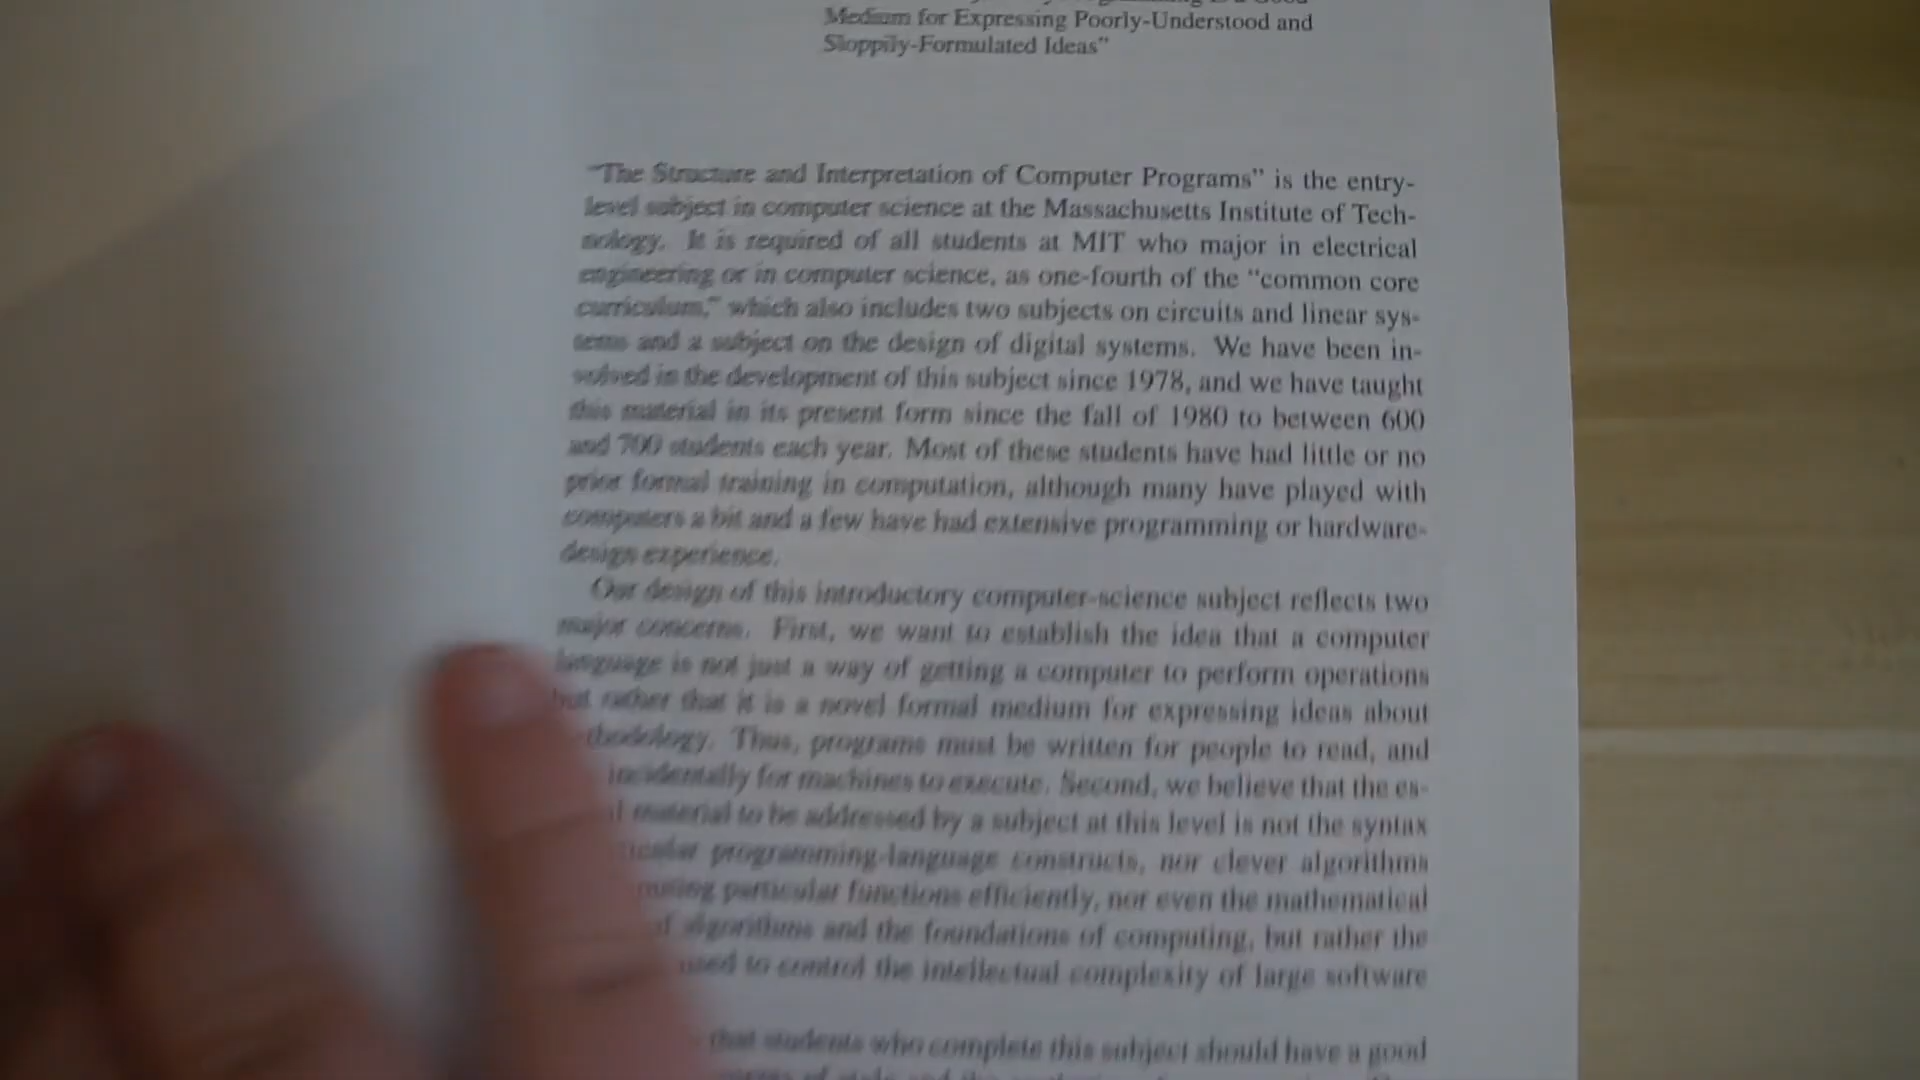 Medium for Expressing Poorly-Understood and
Sloppily-Formulated Ideas”
“The Structure and Interpretation of Computer Programs” is the entry-
level subject in computer science at the Massachusetts Institute of Tech-
nology. It is required of all students at MIT who major in electrical
engineering or in computer science, as one-fourth of the “common core
curriculum,” which also includes two subjects on circuits and linear sys-
tems and a subject on the design of digital systems. We have been in-
volved in the development of this subject since 1978, and we have taught
this material in its present form since the fall of 1980 to between 600
and 700 students each year. Most of these students have had little or no
prior formal training in computation, although many have played with
computers a bit and a few have had extensive programming or hardware-
design experience.
Our design of this introductory computer-science subject reflects two
major concerns. First, we want to establish the idea that a computer
language is not just a way of getting a computer to perform operations
but rather that it is a novel formal medium for expressing ideas about
thodology. Thus, programs must be written for people to read, and
incidentally for machines to execute. Second, we believe that the es-
l material to be addressed by a subject at this level is not the syntax
programming-language constructs, nor clever algorithms
particular functions efficiently, nor even the mathematical
of algorithms and the foundations of computing, but rather the
used to control the intellectual complexity of large software
that students who complete this subject should have a good